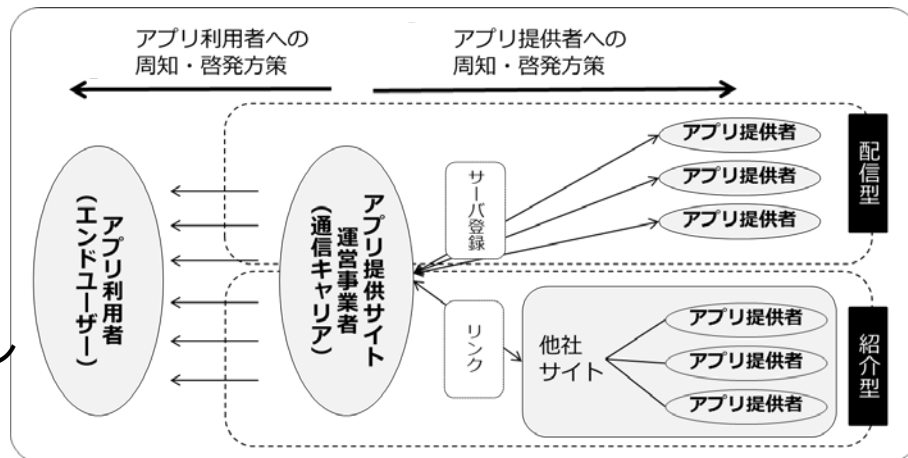 アプリ利用者への
周知・啓発方策
アプリ提供者への
周知・啓発方策
アプリ利用者
(エンドユーザー)
アプリ提供サイト
運営事業者
(通信キャリア)
サーバ登録
アプリ提供者
アプリ提供者
アプリ提供者
配信型
リンク
他社
サイト
アプリ提供者
アプリ提供者
アプリ提供者
紹介型